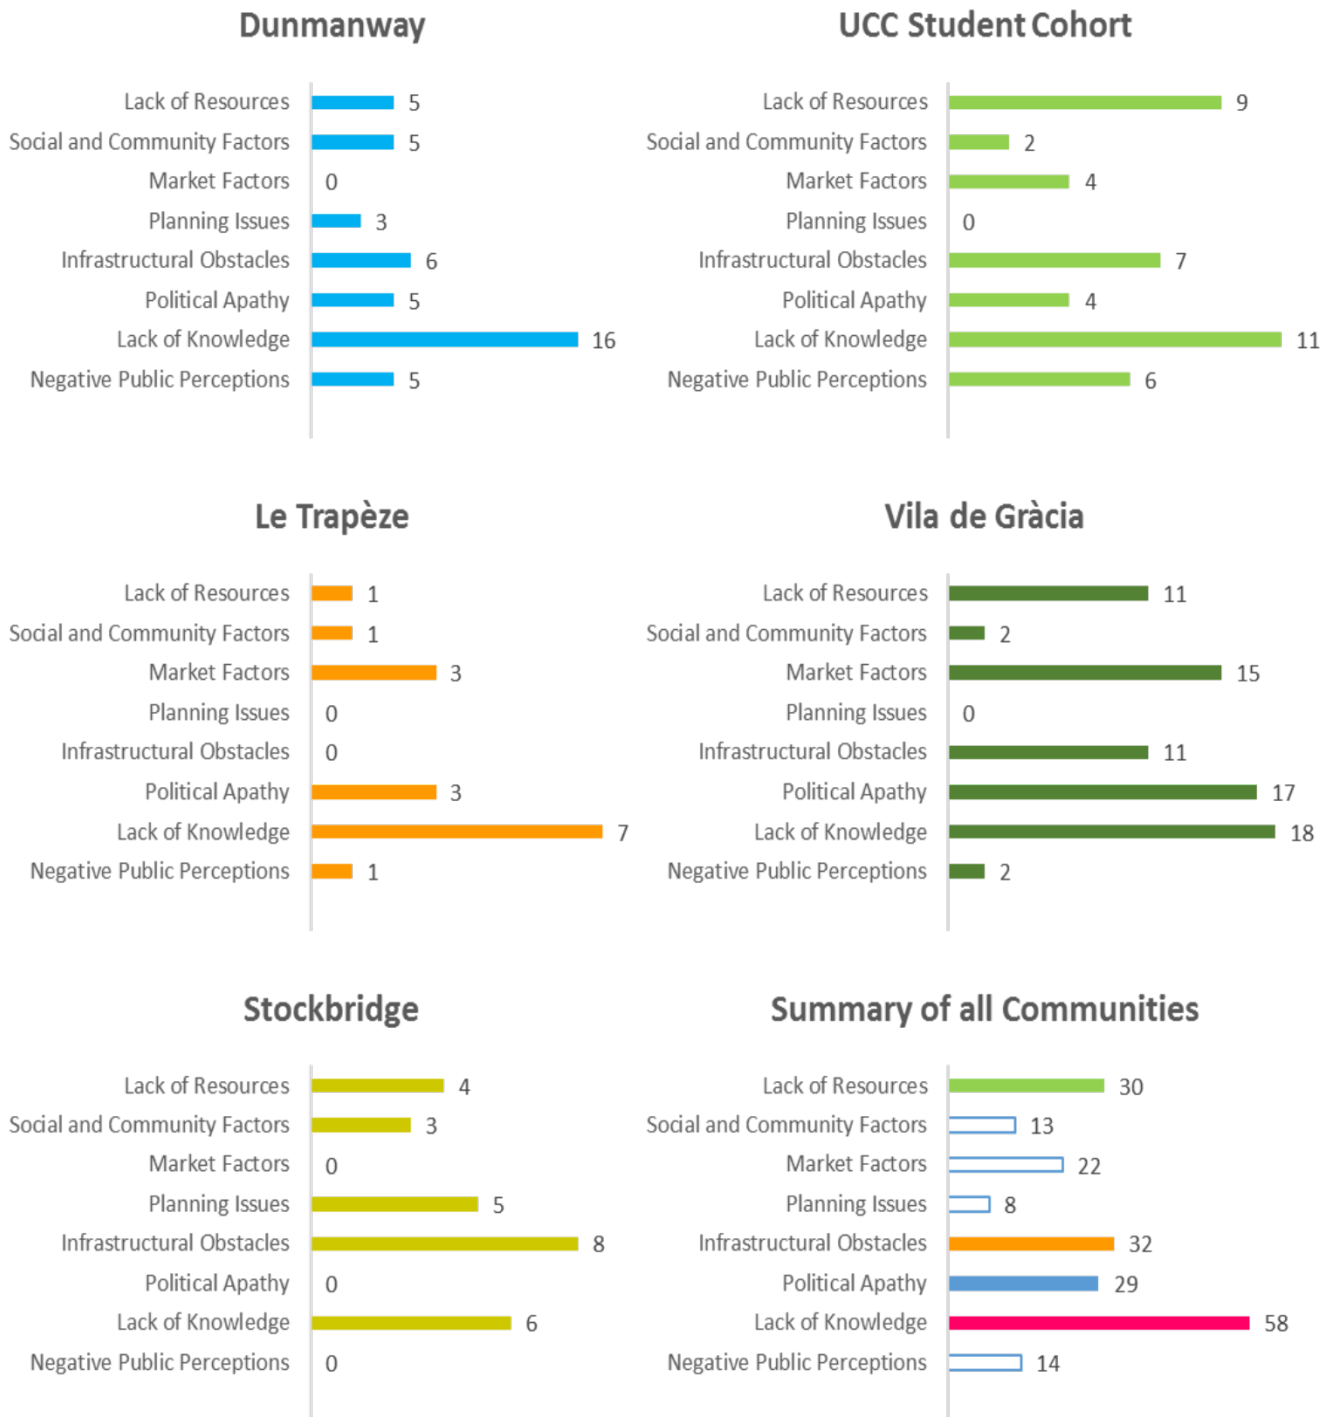 Dunmanway
Lack of Resources 5
Social and Community Factors 5
Market Factors 0
Planning Issues 3
Infrastructural Obstacles 6
Political Apathy 5
Lack of Knowledge 16
Negative Public Perceptions 5
UCC Student Cohort
Lack of Resources 9
Social and Community Factors 2
Market Factors 4
Planning Issues 0
Infrastructural Obstacles 7
Political Apathy 4
Lack of Knowledge 11
Negative Public Perceptions 6
Le Trapèze
Lack of Resources 1
Social and Community Factors 1
Market Factors 3
Planning Issues 0
Infrastructural Obstacles 0
Political Apathy 3
Lack of Knowledge 7
Negative Public Perceptions 1
Vila de Gràcia
Lack of Resources 11
Social and Community Factors 2
Market Factors 15
Planning Issues 0
Infrastructural Obstacles 11
Political Apathy 17
Lack of Knowledge 18
Negative Public Perceptions 2
Stockbridge
Lack of Resources 4
Social and Community Factors 3
Market Factors 0
Planning Issues 5
Infrastructural Obstacles 8
Political Apathy 0
Lack of Knowledge 6
Negative Public Perceptions 0
Summary of all Communities
Lack of Resources 30
Social and Community Factors 13
Market Factors 22
Planning Issues 8
Infrastructural Obstacles 32
Political Apathy 29
Lack of Knowledge 58
Negative Public Perceptions 14